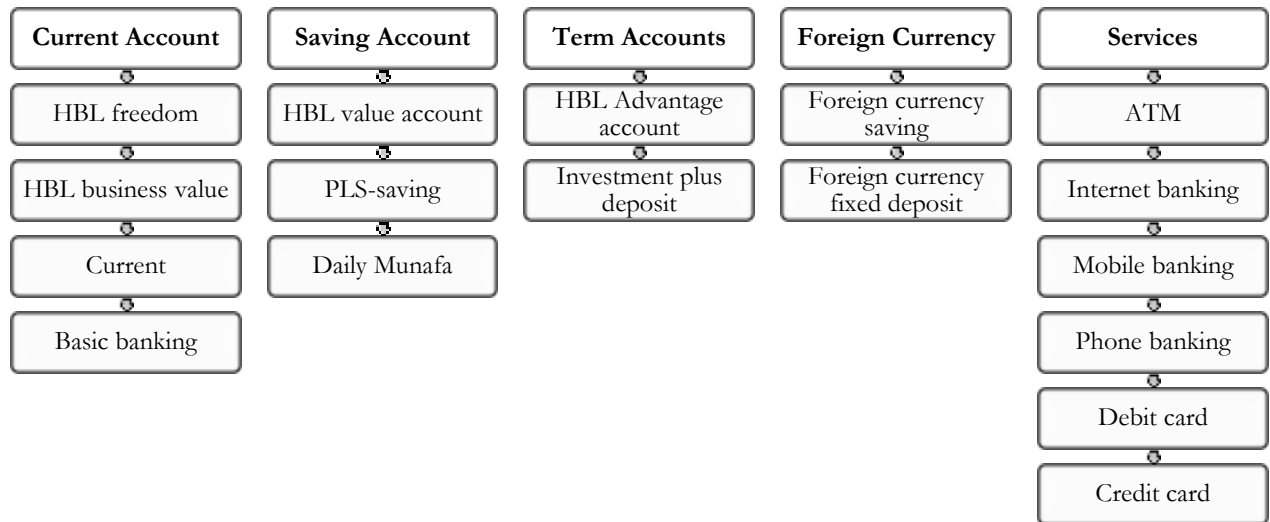 Current Account
HBL freedom
HBL business value
Current
Basic banking
Saving Account
HBL value account
PLS-saving
Daily Munafa
Term Accounts
HBL Advantage
account
Investment plus
deposit
Foreign Currency
Foreign currency
saving
Foreign currency
fixed deposit
Services
ATM
Internet banking
Mobile banking
Phone banking
Debit card
Credit card